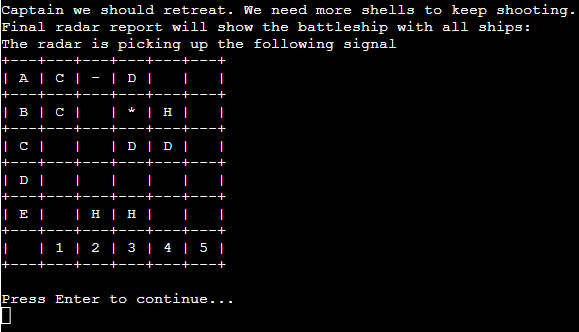 Captain we should retreat. We need more shells to keep shooting.
Final radar report will show the battleship with all ships:
The radar is picking up the following signal
+---+---+---+---+---+---+
| A | C | - | D |   |   |
+---+---+---+---+---+---+
| B | C |   | * | H |   |
+---+---+---+---+---+---+
| C |   |   | D | D |   |
+---+---+---+---+---+---+
| D |   |   |   |   |   |
+---+---+---+---+---+---+
| E |   | H | H |   |   |
+---+---+---+---+---+---+
|   | 1 | 2 | 3 | 4 | 5 |
+---+---+---+---+---+---+
Press Enter to continue...